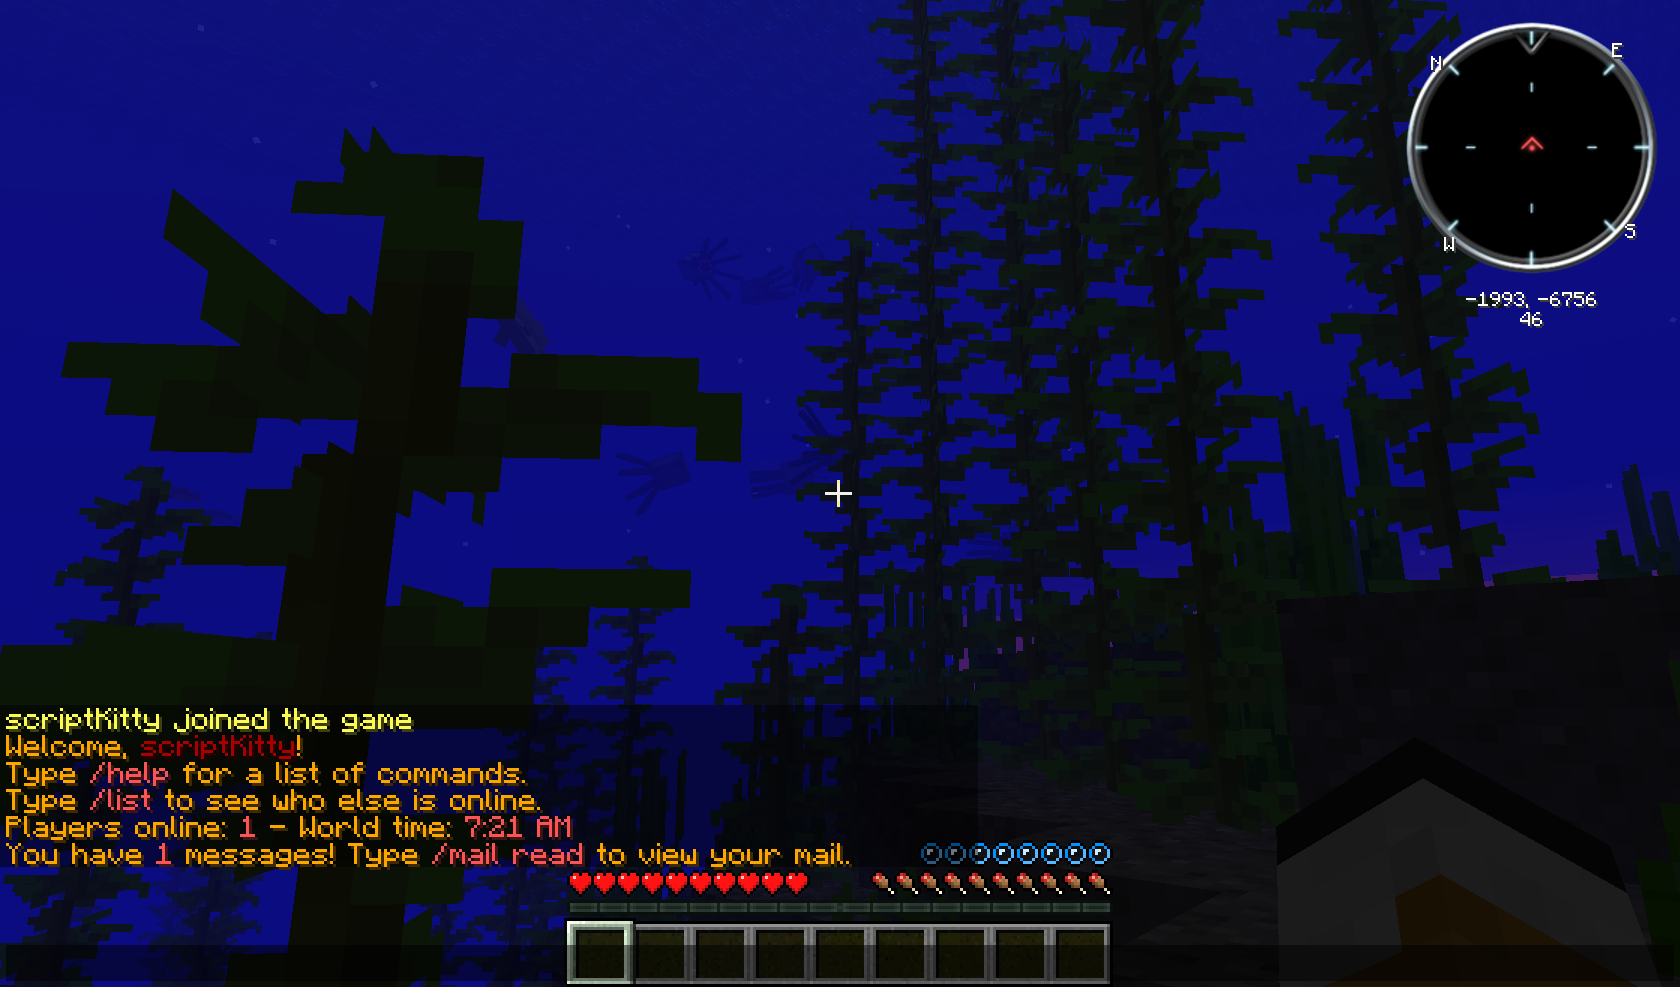 N
E
W
S
-1993, -6756
46
scriptKitty joined the game
Welcome, scriptKitty!
Type /help for a list of commands.
Type /list to see who else is online.
Players online: 1 - World time: 7:21 AM
You have 1 messages! Type /mail read to view your mail.